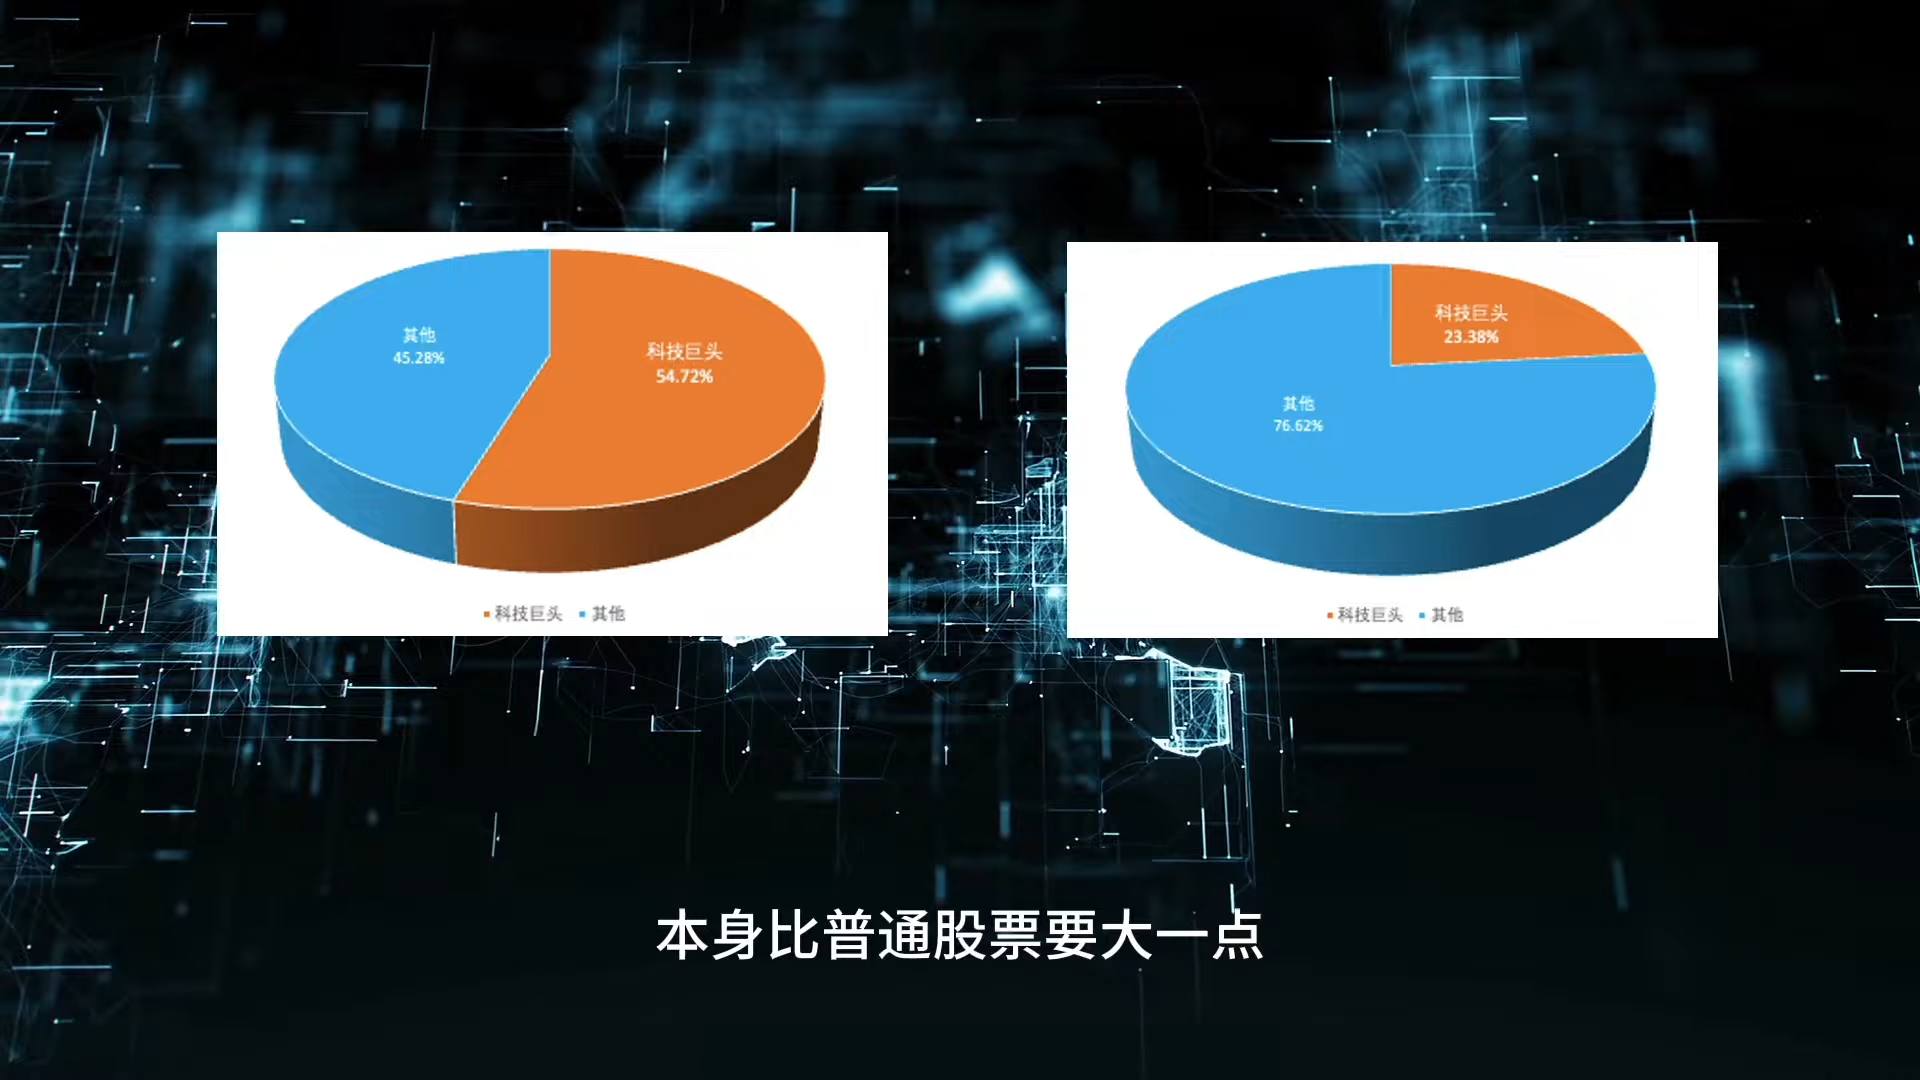 其他
45.28%
科技巨头
54.72%
科技巨头 其他
科技巨头
23.38%
其他
76.62%
科技巨头 其他
本身比普通股票要大一点